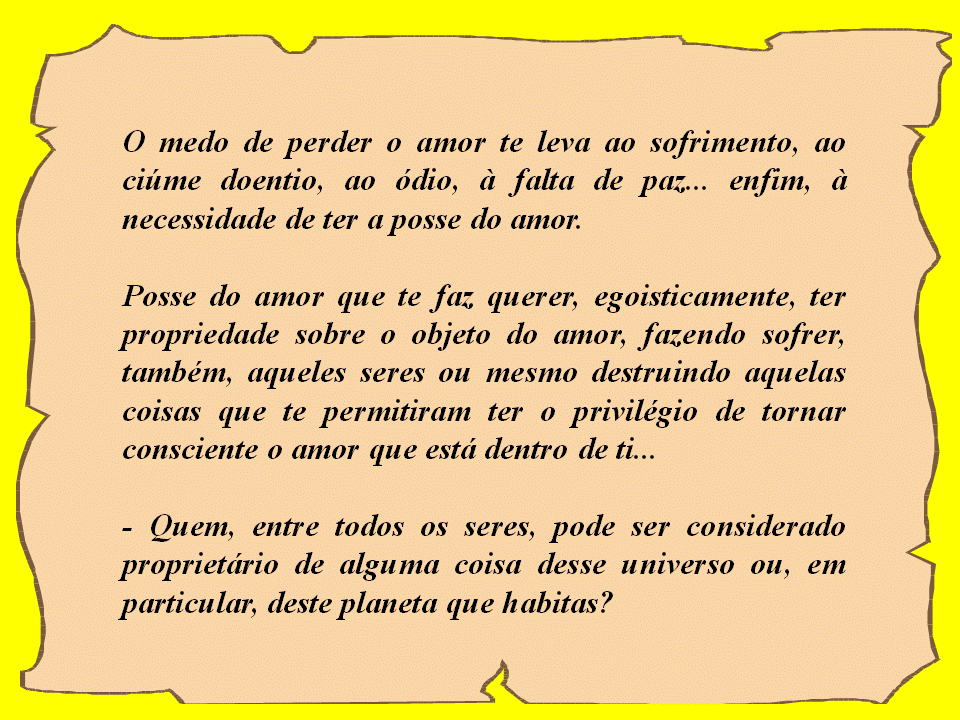 O medo de perder o amor te leva ao sofrimento, ao
ciúme doentio, ao ódio, à falta de paz... enfim, à
necessidade de ter a posse do amor.
Posse do amor que te faz querer, egoisticamente, ter
propriedade sobre o objeto do amor, fazendo sofrer,
também, aqueles seres ou mesmo destruindo aquelas
coisas que te permitiram ter o privilégio de tornar
consciente o amor que está dentro de ti...
- Quem, entre todos os seres, pode ser considerado
proprietário de alguma coisa desse universo ou, em
particular, deste planeta que habitas?